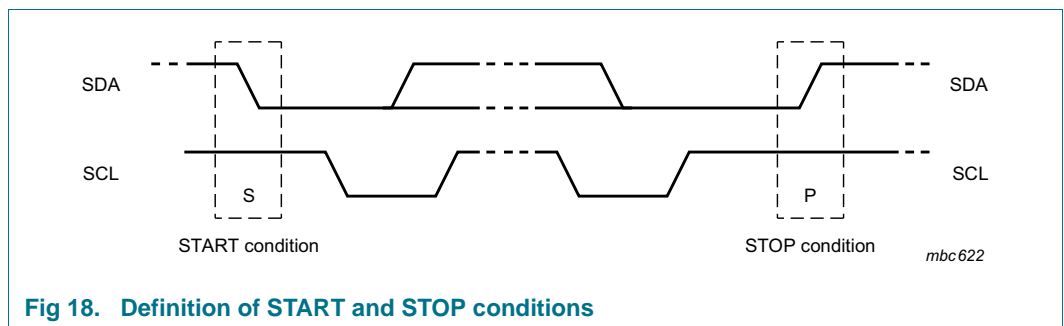 SDA
SDA
SCL
SCL
S
P
START condition
STOP condition
mbc622
Fig 18. Definition of START and STOP conditions